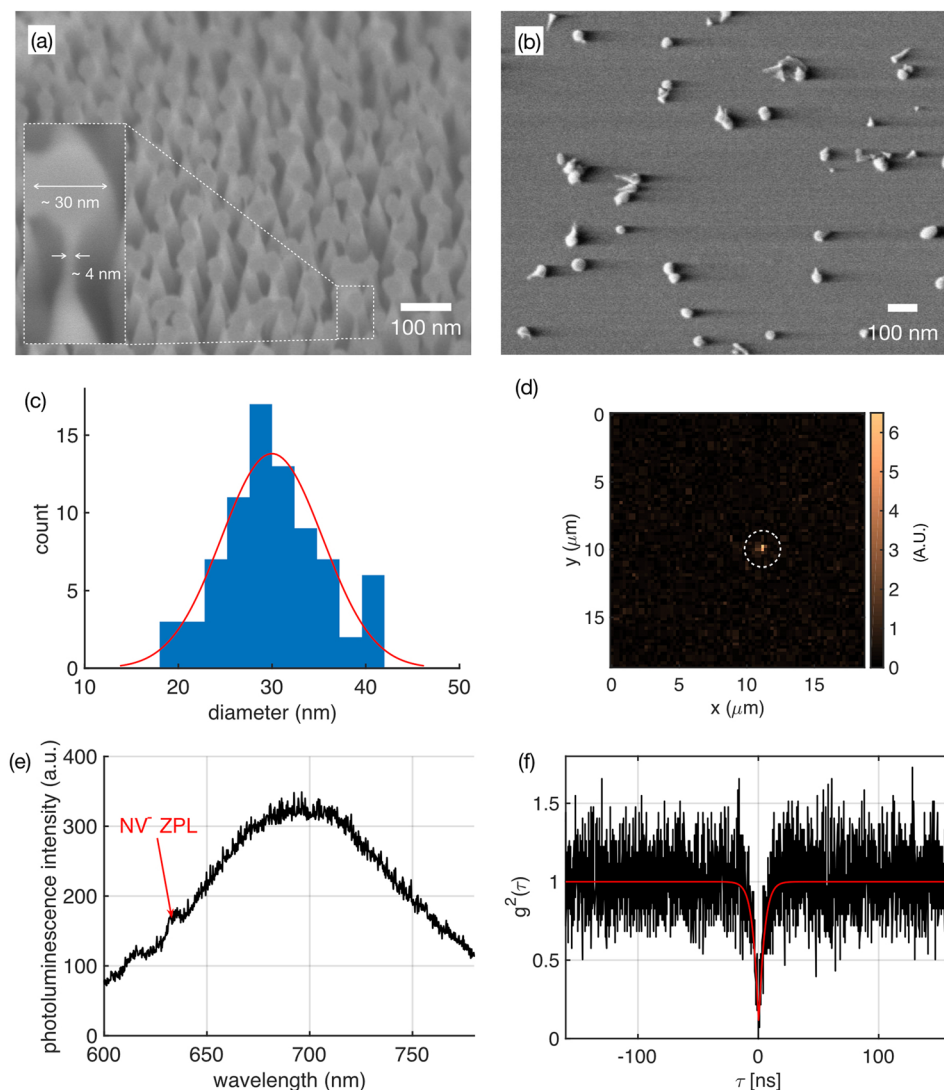 (a)
~ 30 nm
~ 4 nm
100 nm
(b)
100 nm
(c)
15
10
5
0
count
10 20 30 40 50
diameter (nm)
(d)
0
5
10
15
y (μm)
0 5 10 15
x (μm)
6
5
4
3
2
1
0
(A.U.)
(e)
400
300
200
100
0
photoluminescence intensity (a.u.)
NV⁻ ZPL
600 650 700 750
wavelength (nm)
(f)
1.5
1
0.5
0
g²(τ)
-100 0 100
τ [ns]